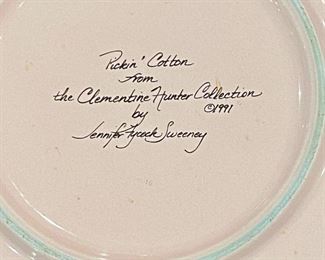 Pickin' Cotton
from
the Clementine Hunter Collection
©1991
by
Jennifer Sweeney